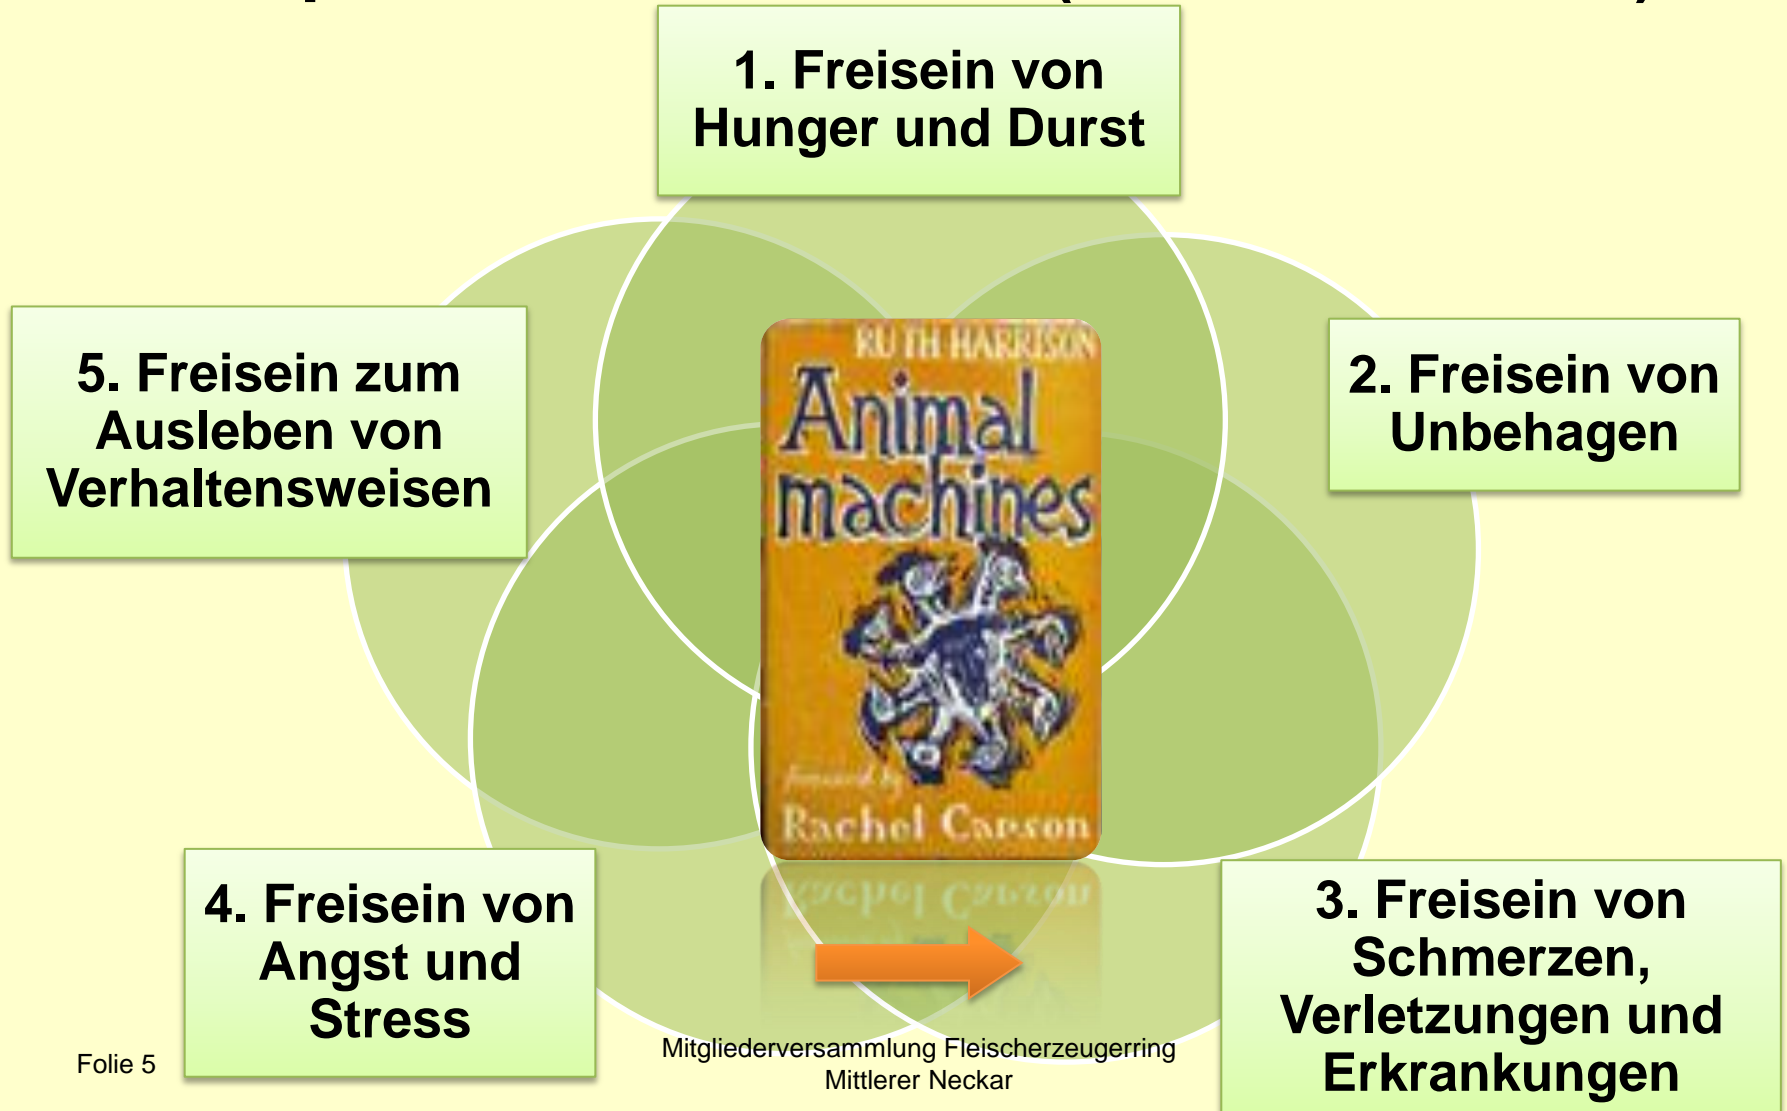 1. Freisein von
Hunger und Durst
2. Freisein von
Unbehagen
3. Freisein von
Schmerzen,
Verletzungen und
Erkrankungen
4. Freisein von
Angst und
Stress
5. Freisein zum
Ausleben von
Verhaltensweisen
RUTH HARRISON
Animal
machines
foreword by
Rachel Carson
Folie 5
Mitgliederversammlung Fleischerzeugerring
Mittlerer Neckar